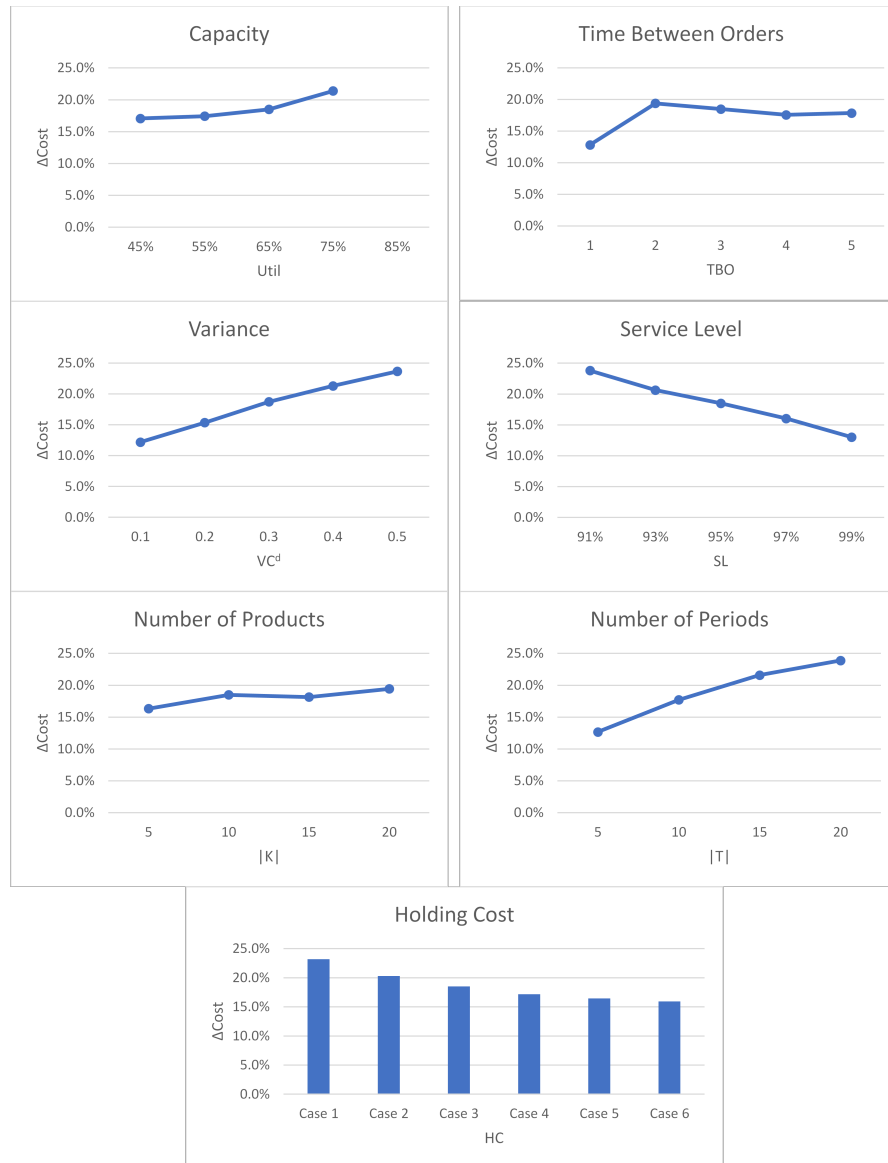 Capacity
25.0%
20.0%
15.0%
10.0%
5.0%
0.0%
ΔCost
45% 55% 65% 75% 85%
Util
Time Between Orders
25.0%
20.0%
15.0%
10.0%
5.0%
0.0%
ΔCost
1 2 3 4 5
TBO
Variance
25.0%
20.0%
15.0%
10.0%
5.0%
0.0%
ΔCost
0.1 0.2 0.3 0.4 0.5
VCᵈ
Service Level
25.0%
20.0%
15.0%
10.0%
5.0%
0.0%
ΔCost
91% 93% 95% 97% 99%
SL
Number of Products
25.0%
20.0%
15.0%
10.0%
5.0%
0.0%
ΔCost
5 10 15 20
|K|
Number of Periods
25.0%
20.0%
15.0%
10.0%
5.0%
0.0%
ΔCost
5 10 15 20
|T|
Holding Cost
25.0%
20.0%
15.0%
10.0%
5.0%
0.0%
ΔCost
Case 1 Case 2 Case 3 Case 4 Case 5 Case 6
HC